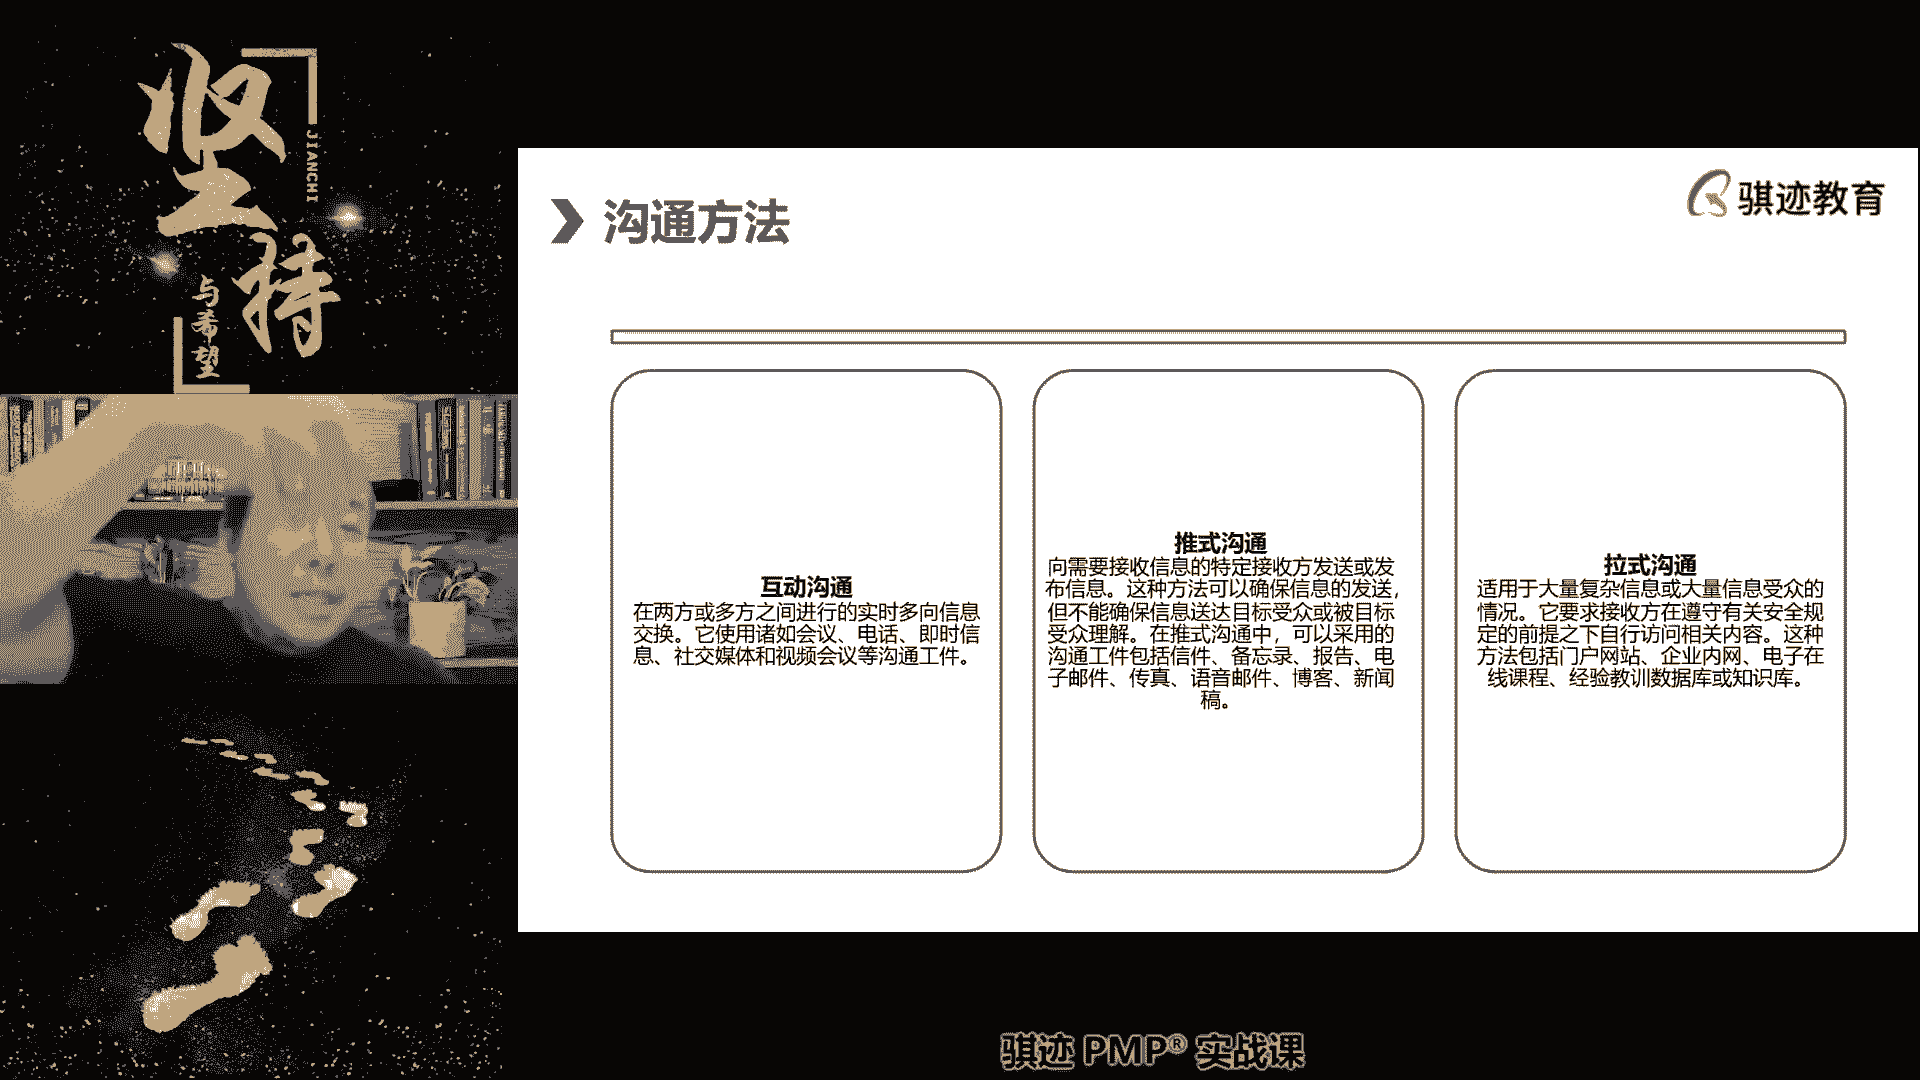 坚持
JIANCHI
与希望
沟通方法
骐迹教育
互动沟通
在两方或多方之间进行的实时多向信息
交换。它使用诸如会议、电话、即时信
息、社交媒体和视频会议等沟通工件。
推式沟通
向需要接收信息的特定接收方发送或发
布信息。这种方法可以确保信息的发送,
但不能确保信息送达目标受众或被目标
受众理解。在推式沟通中，可以采用的
沟通工件包括信件、备忘录、报告、电
子邮件、传真、语音邮件、博客、新闻
稿。
拉式沟通
适用于大量复杂信息或大量信息受众的
情况。它要求接收方在遵守有关安全规
定的前提之下自行访问相关内容。这种
方法包括门户网站、企业内网、电子在
线课程、经验教训数据库或知识库。
骐迹 PMP® 实战课